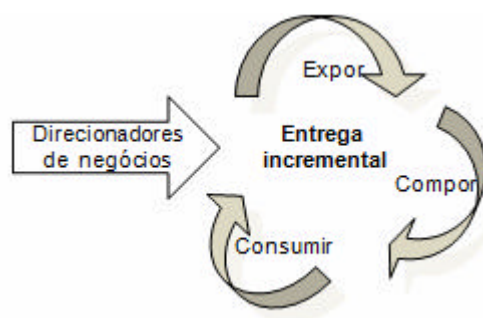 Expor
Direcionadores
de negócios
Entrega
incremental
Compor
Consumir